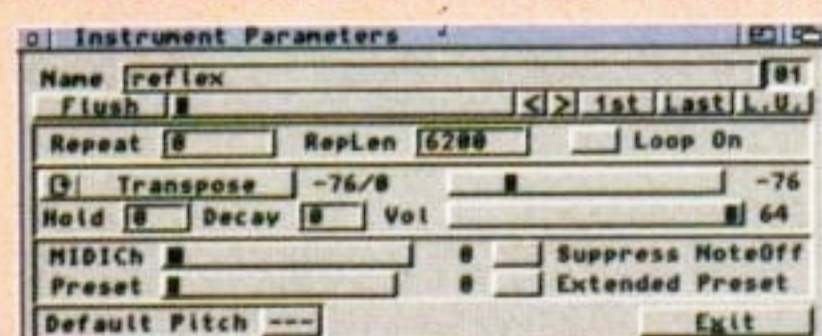 Instrument Parameters
Name reflex 01
Flush < > 1st Last L.V.
Repeat 0 RepLen 6200 Loop On
Transpose -76/0 -76
Hold 0 Decay 0 Vol 64
MIDICh 0 Suppress NoteOff
Preset 0 Extended Preset
Default Pitch --- Exit